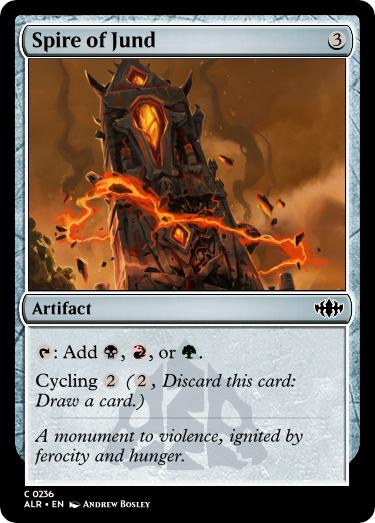 Spire of Jund 3
Artifact
: Add , , or .
Cycling 2 ( 2 , Discard this card:
Draw a card.)
A monument to violence, ignited by
ferocity and hunger.
C 0236
ALR • EN Andrew Bosley